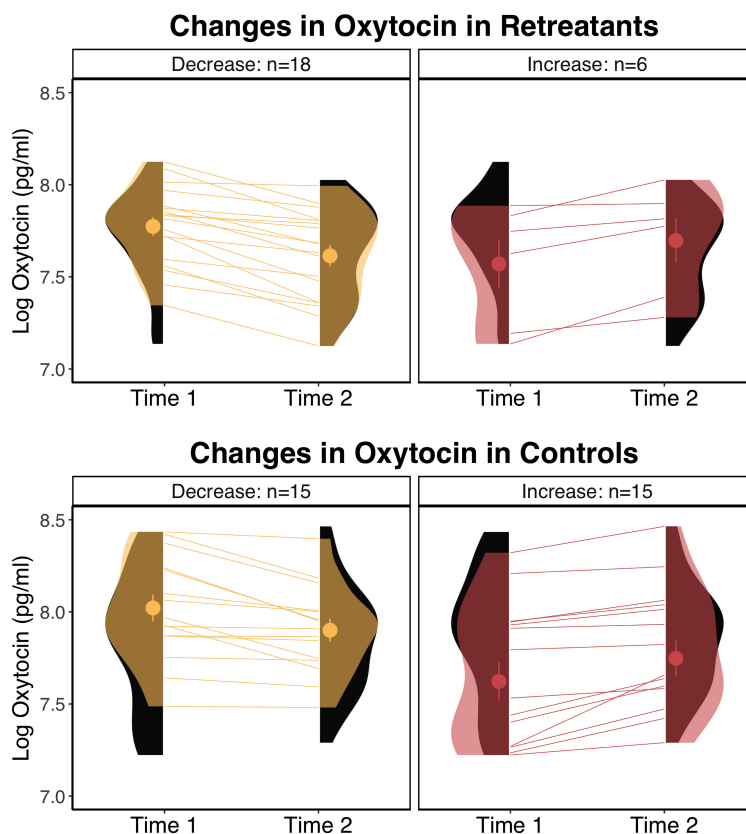 Changes in Oxytocin in Retreatants
Decrease: n=18
Increase: n=6
Log Oxytocin (pg/ml)
8.5
8.0
7.5
7.0
Time 1
Time 2
Time 1
Time 2
Changes in Oxytocin in Controls
Decrease: n=15
Increase: n=15
Log Oxytocin (pg/ml)
8.5
8.0
7.5
7.0
Time 1
Time 2
Time 1
Time 2